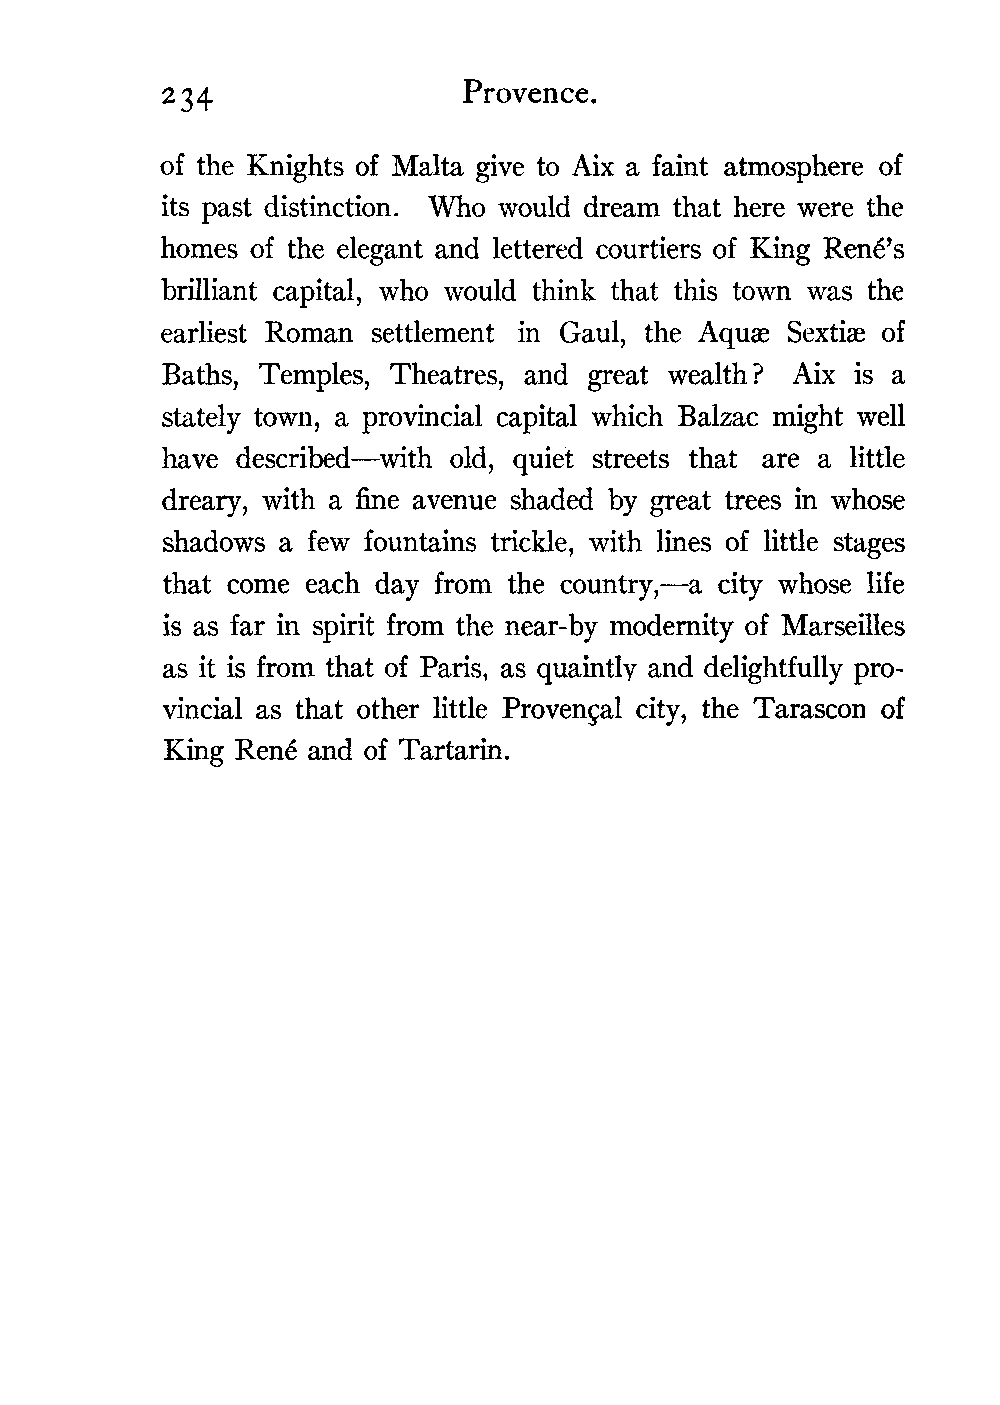 234 Provence.
of the Knights of Malta give to Aix a faint atmosphere of
its past distinction. Who would dream that here were the
homes of the elegant and lettered courtiers of King René's
brilliant capital, who would think that this town was the
earliest Roman settlement in Gaul, the Aquæ Sextiæ of
Baths, Temples, Theatres, and great wealth? Aix is a
stately town, a provincial capital which Balzac might well
have described—with old, quiet streets that are a little
dreary, with a fine avenue shaded by great trees in whose
shadows a few fountains trickle, with lines of little stages
that come each day from the country,—a city whose life
is as far in spirit from the near-by modernity of Marseilles
as it is from that of Paris, as quaintly and delightfully pro-
vincial as that other little Provençal city, the Tarascon of
King René and of Tartarin.